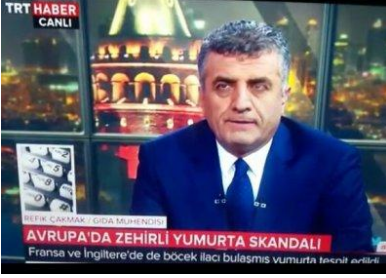 TRT HABER
CANLI
REFİK ÇAKMAK / GIDA MÜHENDİSİ
AVRUPA'DA ZEHİRLİ YUMURTA SKANDALI
Fransa ve İngiltere'de de böcek ilacı bulaşmış yumurta tespit edildi